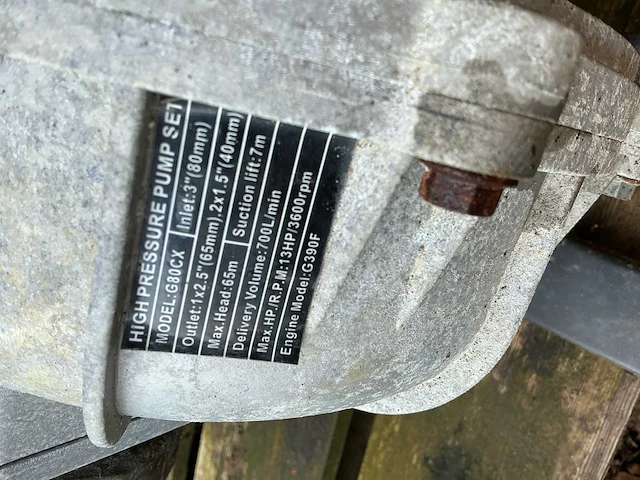 HIGH PRESSURE PUMP SET
MODEL:G80CX Inlet:3"(80mm)
Outlet:1x2.5"(65mm).2x1.5"(40mm)
Max.Head:65m Suction lift:7m
Delivery Volume:700L/min
Max.HP./R.P.M:13HP/3600rpm
Engine Model:G390F